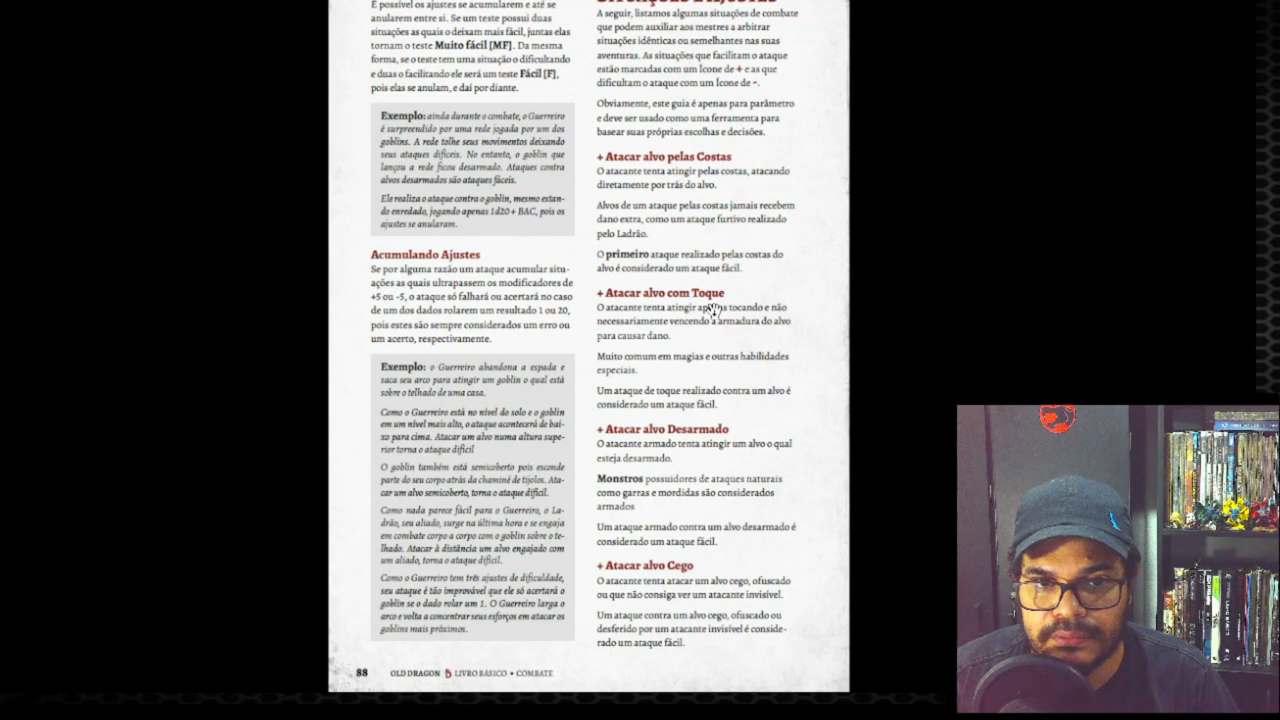 É possível os ajustes se acumularem e até se
anularem entre si. Se um teste possui duas
situações as quais o deixam mais fácil, juntas elas
tornam o teste Muito fácil [MF]. Da mesma
forma, se o teste tem uma situação o dificultando
e duas o facilitando ele será um teste Fácil [F],
pois elas se anulam, e daí por diante.
Exemplo: ainda durante o combate, o Guerreiro
é surpreendido por uma rede jogada por um dos
goblins. A rede tolhe seus movimentos deixando
seus ataques difíceis. No entanto, o goblin que
lançou a rede ficou desarmado. Ataques contra
alvos desarmados são ataques fáceis.
Ele realiza o ataque contra o goblin, mesmo estan-
do enredado, jogando apenas 1d20 + BAC, pois os
ajustes se anularam.
Acumulando Ajustes
Se por alguma razão um ataque acumular situ-
ações as quais ultrapassem os modificadores de
+5 ou -5, o ataque só falhará ou acertará no caso
de um dos dados rolarem um resultado 1 ou 20,
pois estes são sempre considerados um erro ou
um acerto, respectivamente.
Exemplo: o Guerreiro abandona a espada e
saca seu arco para atingir um goblin o qual está
sobre o telhado de uma casa.
Como o Guerreiro está no nível do solo e o goblin
em um nível mais alto, o ataque acontecerá de bai-
xo para cima. Atacar um alvo numa altura supe-
rior torna o ataque difícil
O goblin também está semicoberto pois esconde
parte do seu corpo atrás da chaminé de tijolos. Ata-
car um alvo semicoberto, torna o ataque difícil.
Como nada parece fácil para o Guerreiro, o La-
drão, seu aliado, surge na última hora e se engaja
em combate corpo a corpo com o goblin sobre o te-
lhado. Atacar à distância um alvo engajado com
um aliado, torna o ataque difícil.
Como o Guerreiro tem três ajustes de dificuldade,
seu ataque é tão improvável que ele só acertará o
goblin se o dado rolar um 1. O Guerreiro larga o
arco e volta a concentrar seus esforços em atacar os
goblins mais próximos.
88 OLD DRAGON LIVRO BÁSICO • COMBATE
SITUAÇÕES E AJUSTES
A seguir, listamos algumas situações de combate
que podem auxiliar aos mestres a arbitrar
situações idênticas ou semelhantes nas suas
aventuras. As situações que facilitam o ataque
estão marcadas com um Ícone de + e as que
dificultam o ataque com um Ícone de -.
Obviamente, este guia é apenas para parâmetro
e deve ser usado como uma ferramenta para
basear suas próprias escolhas e decisões.
+ Atacar alvo pelas Costas
O atacante tenta atingir pelas costas, atacando
diretamente por trás do alvo.
Alvos de um ataque pelas costas jamais recebem
dano extra, como um ataque furtivo realizado
pelo Ladrão.
O primeiro ataque realizado pelas costas do
alvo é considerado um ataque fácil.
+ Atacar alvo com Toque
O atacante tenta atingir apenas tocando e não
necessariamente vencendo a armadura do alvo
para causar dano.
Muito comum em magias e outras habilidades
especiais.
Um ataque de toque realizado contra um alvo é
considerado um ataque fácil.
+ Atacar alvo Desarmado
O atacante armado tenta atingir um alvo o qual
esteja desarmado.
Monstros possuidores de ataques naturais
como garras e mordidas são considerados
armados
Um ataque armado contra um alvo desarmado é
considerado um ataque fácil.
+ Atacar alvo Cego
O atacante tenta atacar um alvo cego, ofuscado
ou que não consiga ver um atacante invisível.
Um ataque contra um alvo cego, ofuscado ou
desferido por um atacante invisível é conside-
rado um ataque fácil.